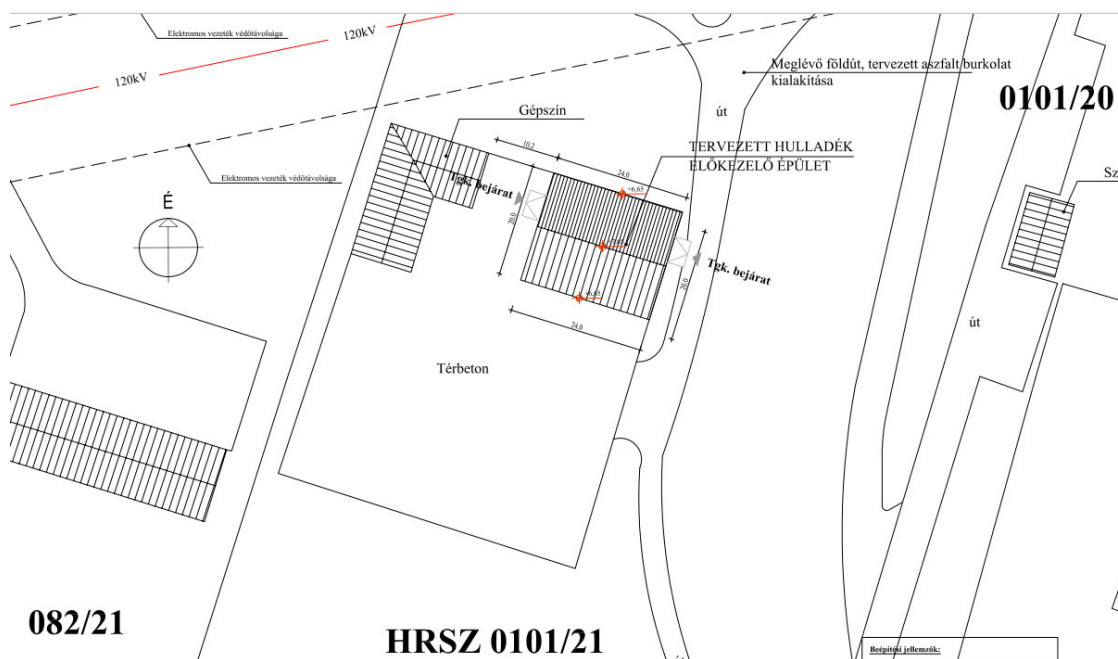 Elektromos vezeték védőtávolsága
120kV
120kV
Meglévő földút, tervezett aszfalt burkolat
kialakítása
0101/20
út
Gépszín
10,2
TERVEZETT HULLADÉK
ELŐKEZELŐ ÉPÜLET
24,0
Elektromos vezeték védőtávolsága
Tgk. bejárat
+6,65
Sz
É
20,0
Tgk. bejárat
20,0
+6,65
24,0
út
Térbeton
082/21
HRSZ 0101/21
út
Beépítési jellemzők: